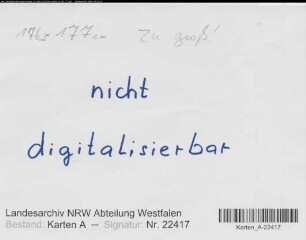 176 x 177 cm zu groß!
nicht
digitalisierbar
Landesarchiv NRW Abteilung Westfalen
Bestand: Karten A — Signatur: Nr. 22417
Karten_A-22417